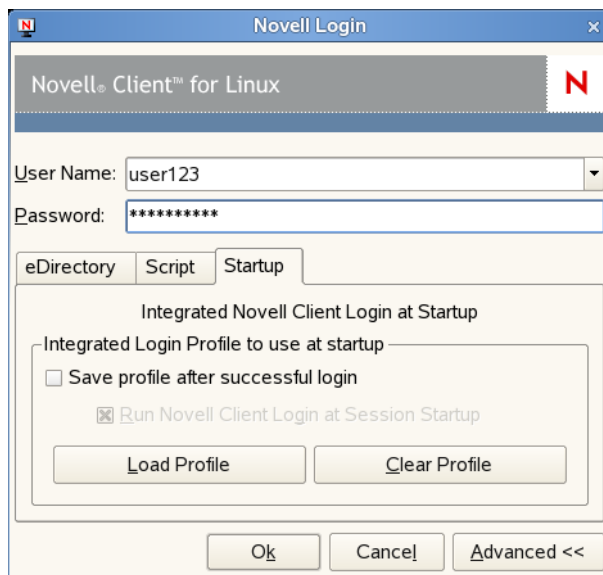 N Novell Login ×
Novell® Client™ for Linux N
User Name: user123
Password: **********
eDirectory Script Startup
Integrated Novell Client Login at Startup
Integrated Login Profile to use at startup
Save profile after successful login
Run Novell Client Login at Session Startup
Load Profile Clear Profile
Ok Cancel Advanced <<